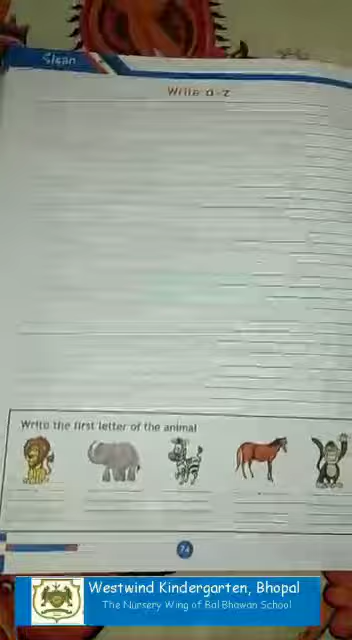 Sisan
Write a-z
Write the first letter of the animal
74
Westwind Kindergarten, Bhopal
The Nursery Wing of Bal Bhawan School